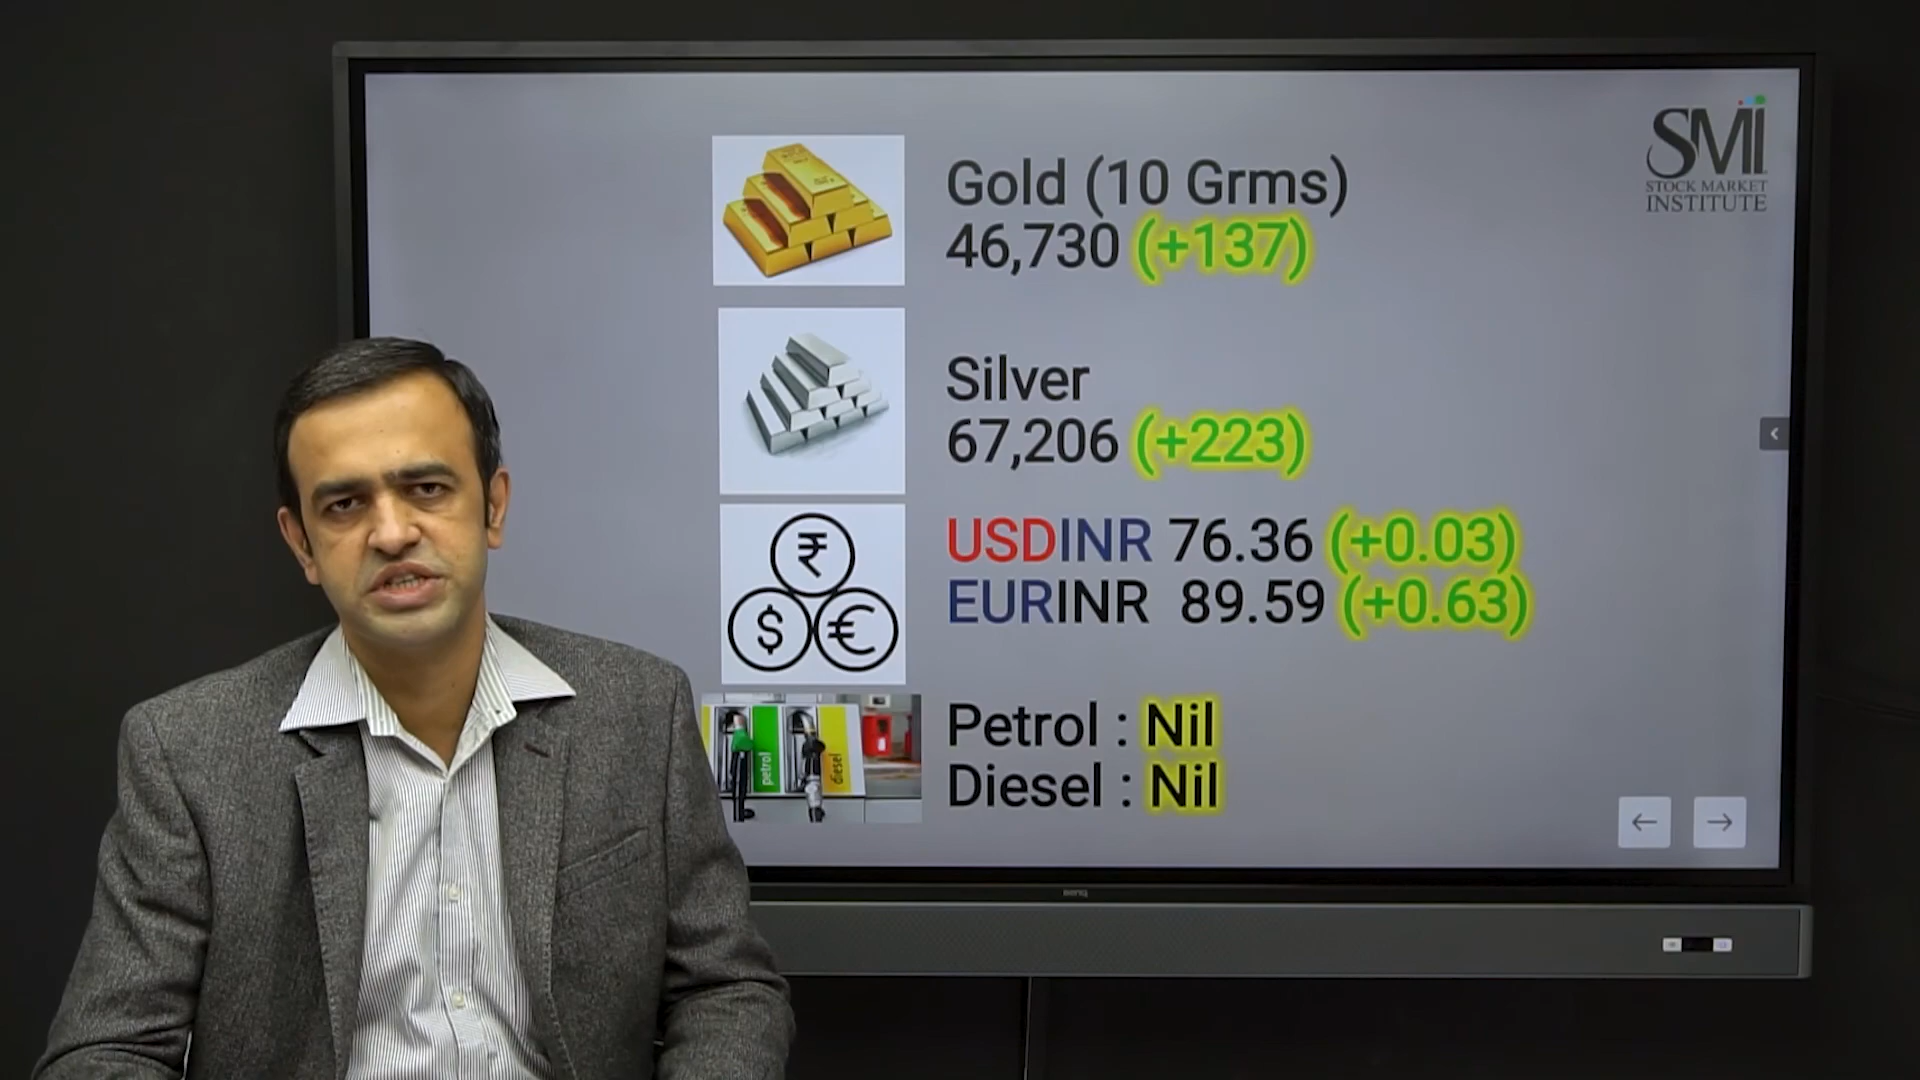 SMI
STOCK MARKET
INSTITUTE
Gold (10 Grms)
46,730 (+137)
Silver
67,206 (+223)
USDINR 76.36 (+0.03)
EURINR 89.59 (+0.63)
₹
$ €
Petrol : Nil
Diesel : Nil
petrol
diesel
BenQ